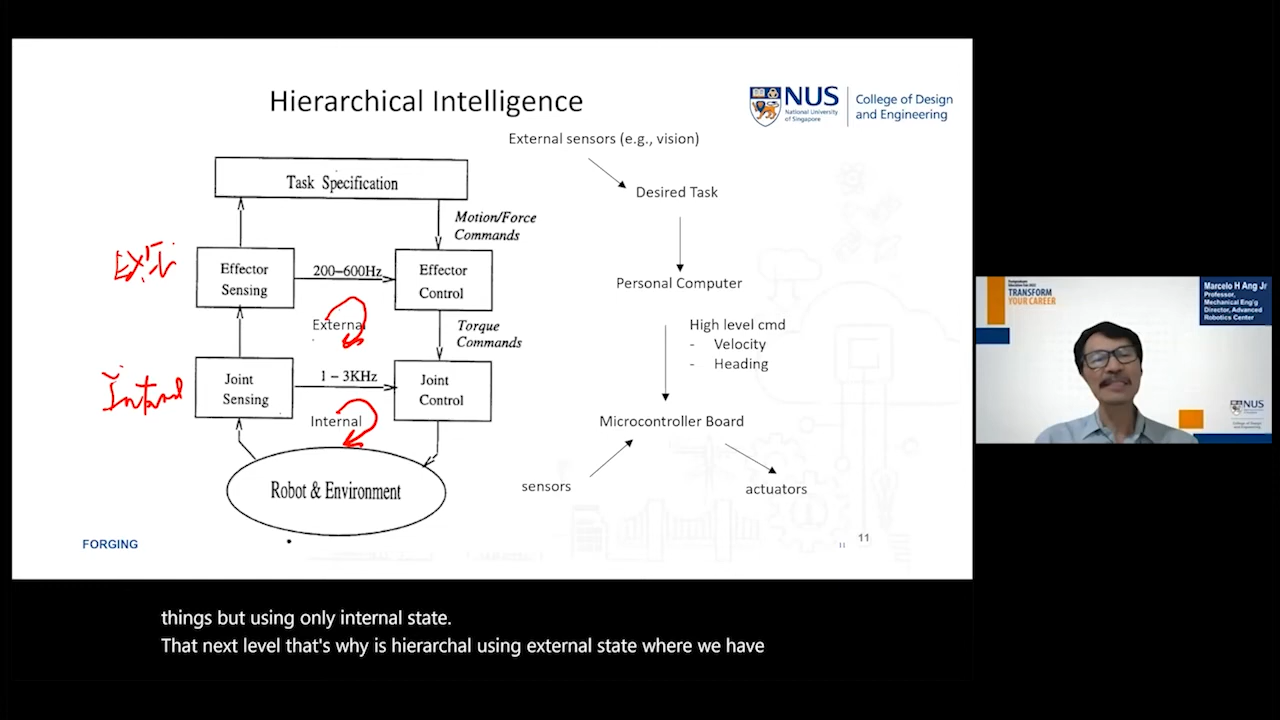 Hierarchical Intelligence
NUS
National University
of Singapore
College of Design
and Engineering
External sensors (e.g., vision)
Task Specification
Desired Task
Motion/Force
Commands
Effector
Sensing
200-600Hz
Effector
Control
Personal Computer
External
Torque
Commands
High level cmd
- Velocity
- Heading
Joint
Sensing
1 - 3KHz
Joint
Control
Internal
Internal
Microcontroller Board
Robot & Environment
sensors
actuators
FORGING
11
11
TRANSFORM
YOUR CAREER
Marcelo H Ang Jr
Professor,
Mechanical Eng'g
Director, Advanced
Robotics Center
NUS
things but using only internal state.
That next level that's why is hierarchal using external state where we have